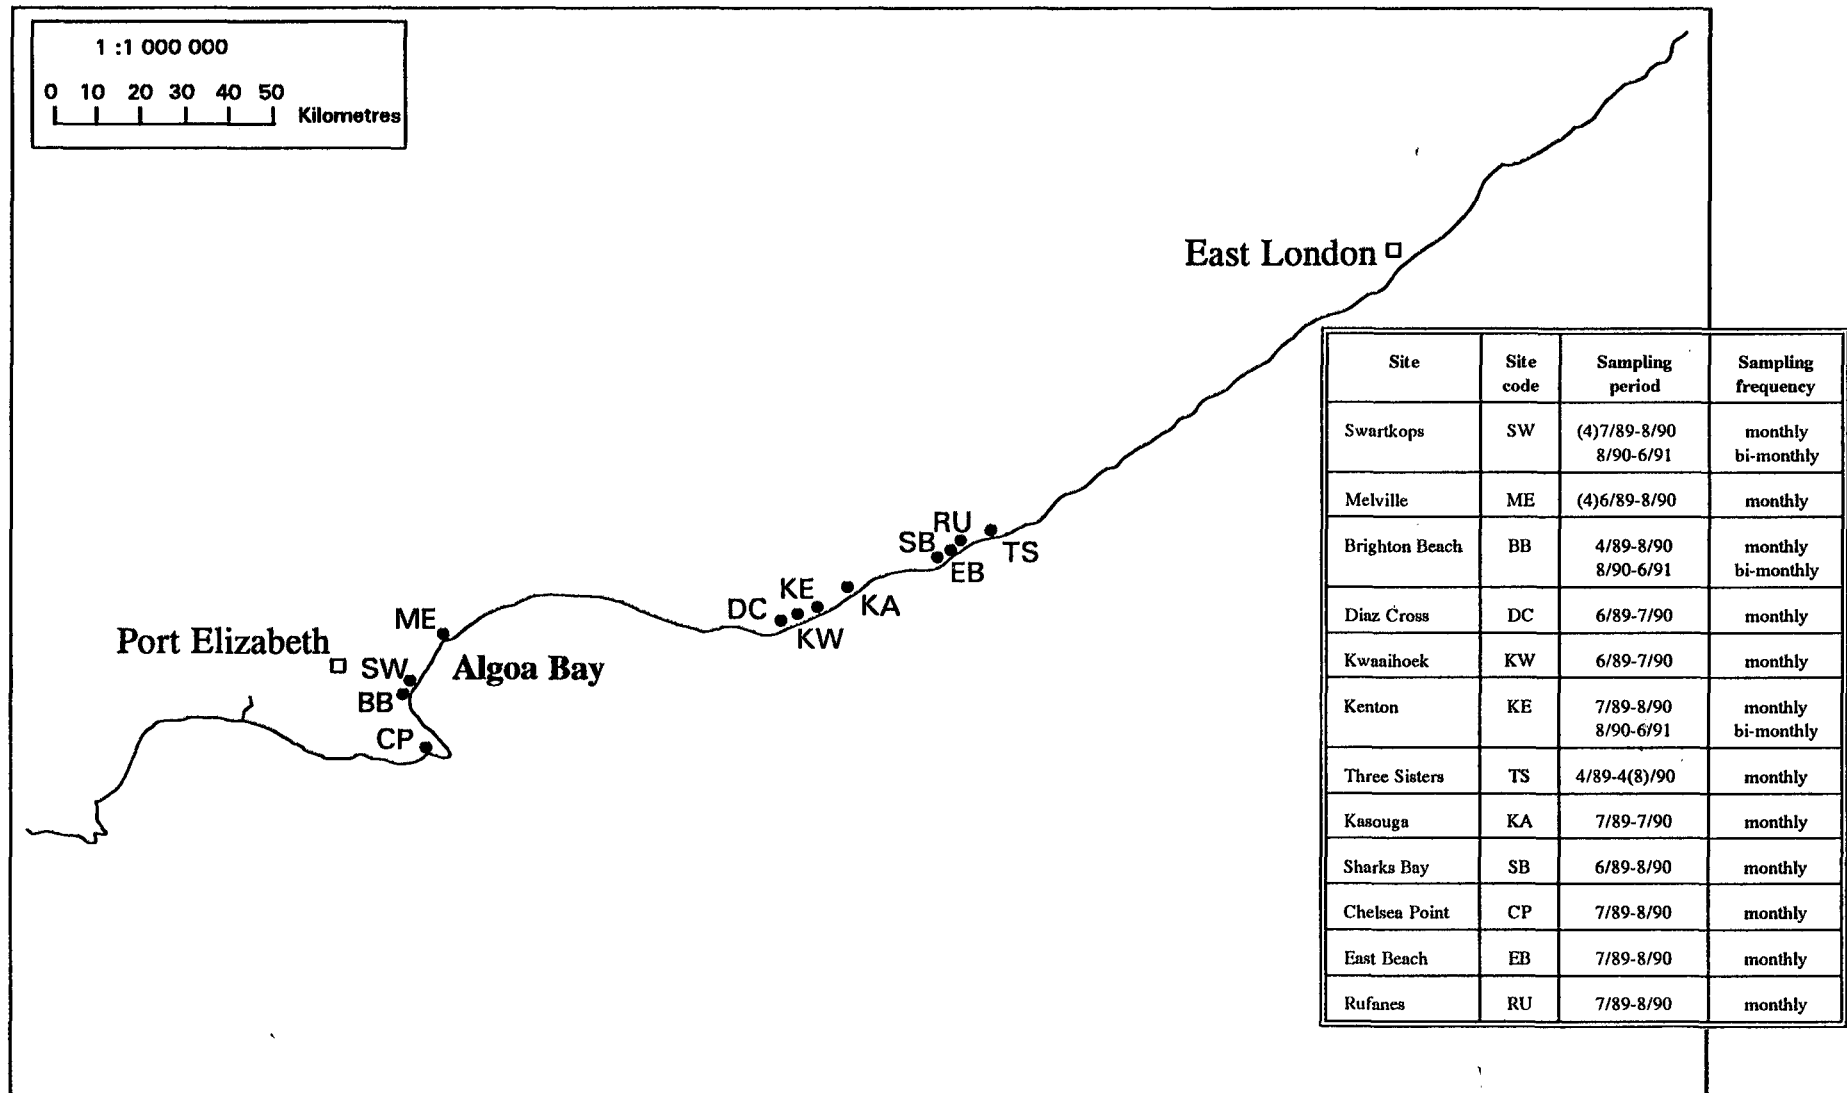 1 :1 000 000
0 10 20 30 40 50
Kilometres
East London
RU
SB
TS
EB
KE
KA
DC
KW
ME
Port Elizabeth
SW
Algoa Bay
BB
CP
Site Site code Sampling period Sampling frequency
Swartkops SW (4)7/89-8/90 monthly
8/90-6/91 bi-monthly
Melville ME (4)6/89-8/90 monthly
Brighton Beach BB 4/89-8/90 monthly
8/90-6/91 bi-monthly
Diaz Cross DC 6/89-7/90 monthly
Kwaaihoek KW 6/89-7/90 monthly
Kenton KE 7/89-8/90 monthly
8/90-6/91 bi-monthly
Three Sisters TS 4/89-4(8)/90 monthly
Kasouga KA 7/89-7/90 monthly
Sharks Bay SB 6/89-8/90 monthly
Chelsea Point CP 7/89-8/90 monthly
East Beach EB 7/89-8/90 monthly
Rufanes RU 7/89-8/90 monthly